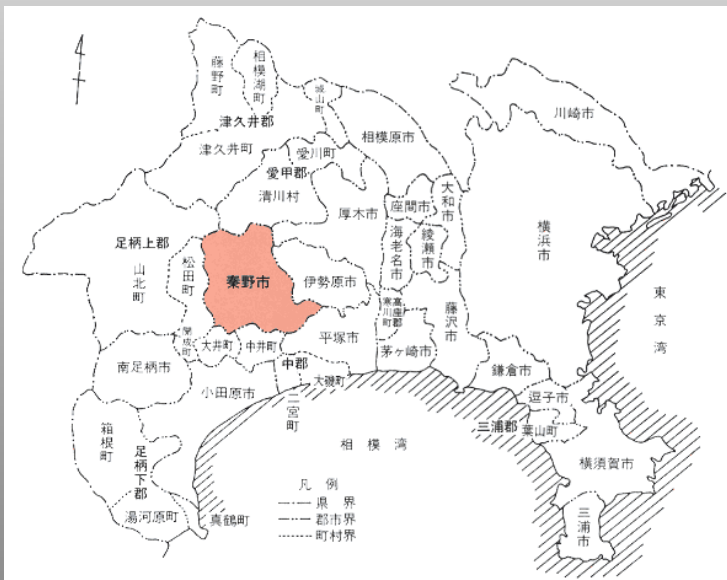 藤野町
相模湖町
城山町
津久井郡
川崎市
相模原市
津久井町
愛川町
愛甲郡
清川村
大和市
座間市
厚木市
海老名市
綾瀬市
横浜市
足柄上郡
山北町
松田町
秦野市
伊勢原市
東京湾
高座郡
寒川町
藤沢市
開成町
大井町
中井町
平塚市
茅ヶ崎市
南足柄市
中郡
大磯町
鎌倉市
小田原市
二宮町
逗子市
三浦郡
葉山町
箱根町
足柄下郡
相模湾
横須賀市
凡例
県界
郡市界
町村界
湯河原町
真鶴町
三浦市